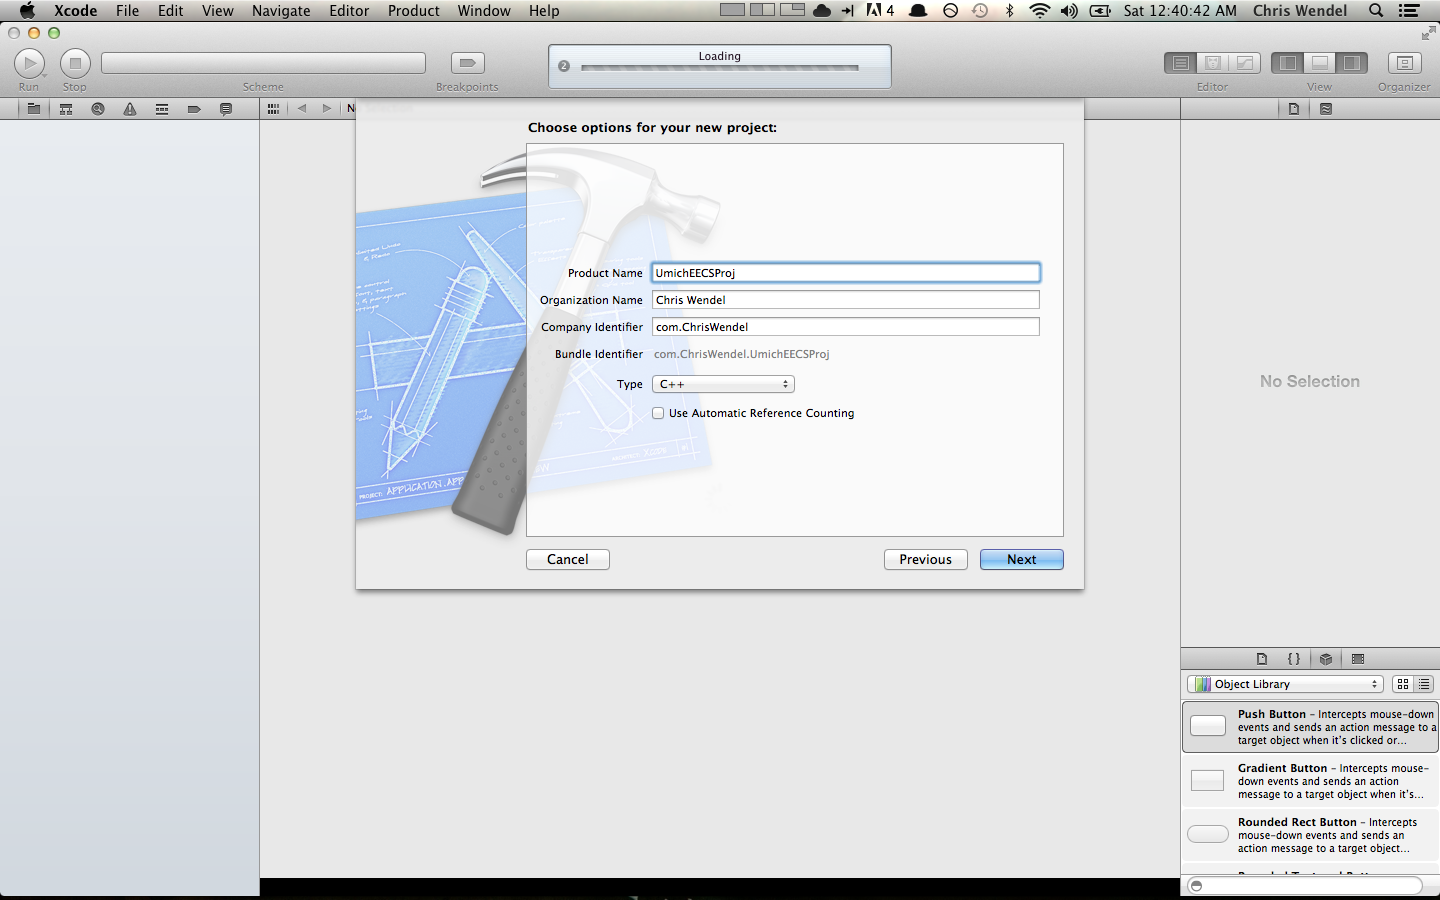 Xcode File Edit View Navigate Editor Product Window Help 4 Sat 12:40:42 AM Chris Wendel
Loading
2
Run Stop Scheme Breakpoints Editor View Organizer
Choose options for your new project:
Product Name UmichEECSProj
Organization Name Chris Wendel
Company Identifier com.ChrisWendel
Bundle Identifier com.ChrisWendel.UmichEECSProj
Type C++
Use Automatic Reference Counting
PROJECT: APPLICATION.APP
Cancel Previous Next
No Selection
{ }
Object Library
Push Button – Intercepts mouse-down
events and sends an action message to a
target object when it's clicked or...
Gradient Button – Intercepts mouse-
down events and sends an action
message to a target object when it's...
Rounded Rect Button – Intercepts
mouse-down events and sends an
action message to a target object...